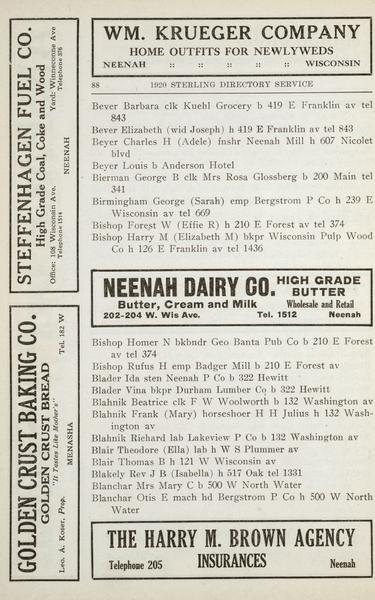 WM. KRUEGER COMPANY
HOME OUTFITS FOR NEWLYWEDS
NEENAH :: :: :: :: :: WISCONSIN
88 1920 STERLING DIRECTORY SERVICE
Bever Barbara clk Kuehl Grocery b 419 E Franklin av tel
843
Beyer Elizabeth (wid Joseph) h 419 E Franklin av tel 843
Beyer Charles H (Adele) fnshr Neenah Mill h 607 Nicolet
blvd
Beyer Louis b Anderson Hotel
Bierman George B clk Mrs Rosa Glossberg b 200 Main tel
341
Birmingham George (Sarah) emp Bergstrom P Co h 239 E
Wisconsin av tel 669
Bishop Forest W (Effie R) h 210 E Forest av tel 374
Bishop Harry M (Elizabeth M) bkpr Wisconsin Pulp Wood
Co h 126 E Franklin av tel 1436
NEENAH DAIRY CO. HIGH GRADE
BUTTER
Butter, Cream and Milk Wholesale and Retail
202-204 W. Wis Ave. Tel. 1512 Neenah
Bishop Homer N bkbndr Geo Banta Pub Co b 210 E Forest
av tel 374
Bishop Rufus H emp Badger Mill b 210 E Forest av
Blader Ida sten Neenah P Co b 322 Hewitt
Blader Vina bkpr Durham Lumber Co b 322 Hewitt
Blahnik Beatrice clk F W Woolworth b 132 Washington av
Blahnik Frank (Mary) horseshoer H H Julius h 132 Wash-
ington av
Blahnik Richard lab Lakeview P Co b 132 Washington av
Blair Theodore (Ella) lab h W S Plummer av
Blair Thomas B h 121 W Wisconsin av
Blakely Rev J B (Isabella) h 517 Oak tel 1331
Blanchar Mrs Mary C b 500 W North Water
Blanchar Otis E mach hd Bergstrom P Co h 500 W North
Water
THE HARRY M. BROWN AGENCY
Telephone 205 INSURANCES Neenah
STEFFENHAGEN FUEL CO.
High Grade Coal, Coke and Wood
Office: 108 Wisconsin Ave. Yard: Winneconne Ave
Telephone 1514 Telephone 376
NEENAH
GOLDEN CRUST BAKING CO.
GOLDEN CRUST BREAD
"It Tastes Like Mother's"
Leo. A. Koser, Prop. MENASHA Tel. 182 W